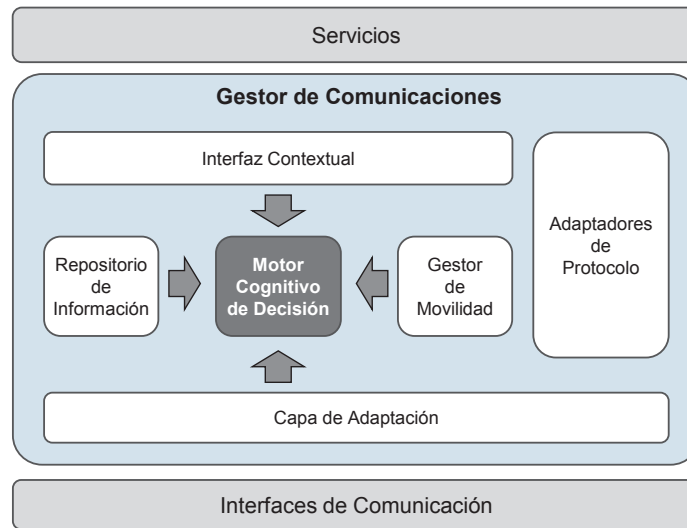 Servicios
Gestor de Comunicaciones
Interfaz Contextual
Adaptadores
de
Protocolo
Repositorio
de
Información
Motor
Cognitivo
de Decisión
Gestor
de
Movilidad
Capa de Adaptación
Interfaces de Comunicación